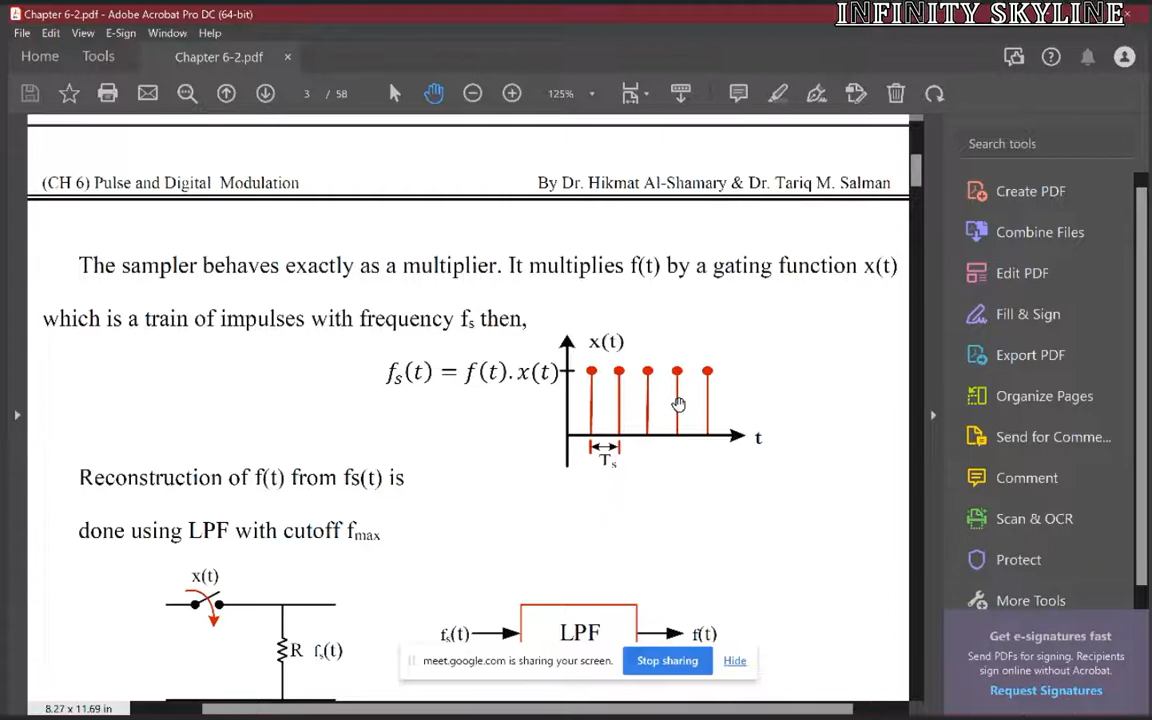 Chapter 6-2.pdf - Adobe Acrobat Pro DC (64-bit)
INFINITY SKYLINE
File Edit View E-Sign Window Help
Home Tools Chapter 6-2.pdf ×
3 / 58 125%
(CH 6) Pulse and Digital Modulation By Dr. Hikmat Al-Shamary & Dr. Tariq M. Salman
The sampler behaves exactly as a multiplier. It multiplies f(t) by a gating function x(t)
which is a train of impulses with frequency fs then,
x(t)
fs(t) = f(t).x(t)
t
Ts
Reconstruction of f(t) from fs(t) is
done using LPF with cutoff fmax
x(t)
R fs(t)
fs(t) LPF f(t)
meet.google.com is sharing your screen. Stop sharing Hide
8.27 x 11.69 in
Search tools
Create PDF
Combine Files
Edit PDF
Fill & Sign
Export PDF
Organize Pages
Send for Comme...
Comment
Scan & OCR
Protect
More Tools
Get e-signatures fast
Send PDFs for signing. Recipients
sign online without Acrobat.
Request Signatures